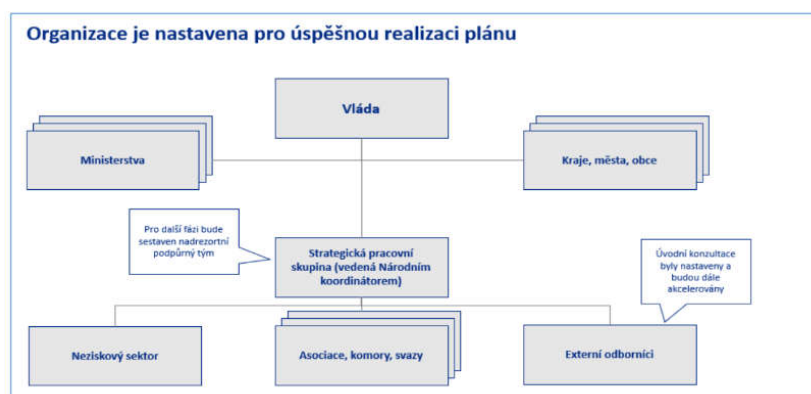 Organizace je nastavena pro úspěšnou realizaci plánu
Vláda
Ministerstva
Kraje, města, obce
Pro další fázi bude
sestaven nadrezortní
podpůrný tým
Strategická pracovní
skupina (vedená Národním
koordinátorem)
Úvodní konzultace
byly nastaveny a
budou dále
akcelerovány
Neziskový sektor
Asociace, komory, svazy
Externí odborníci